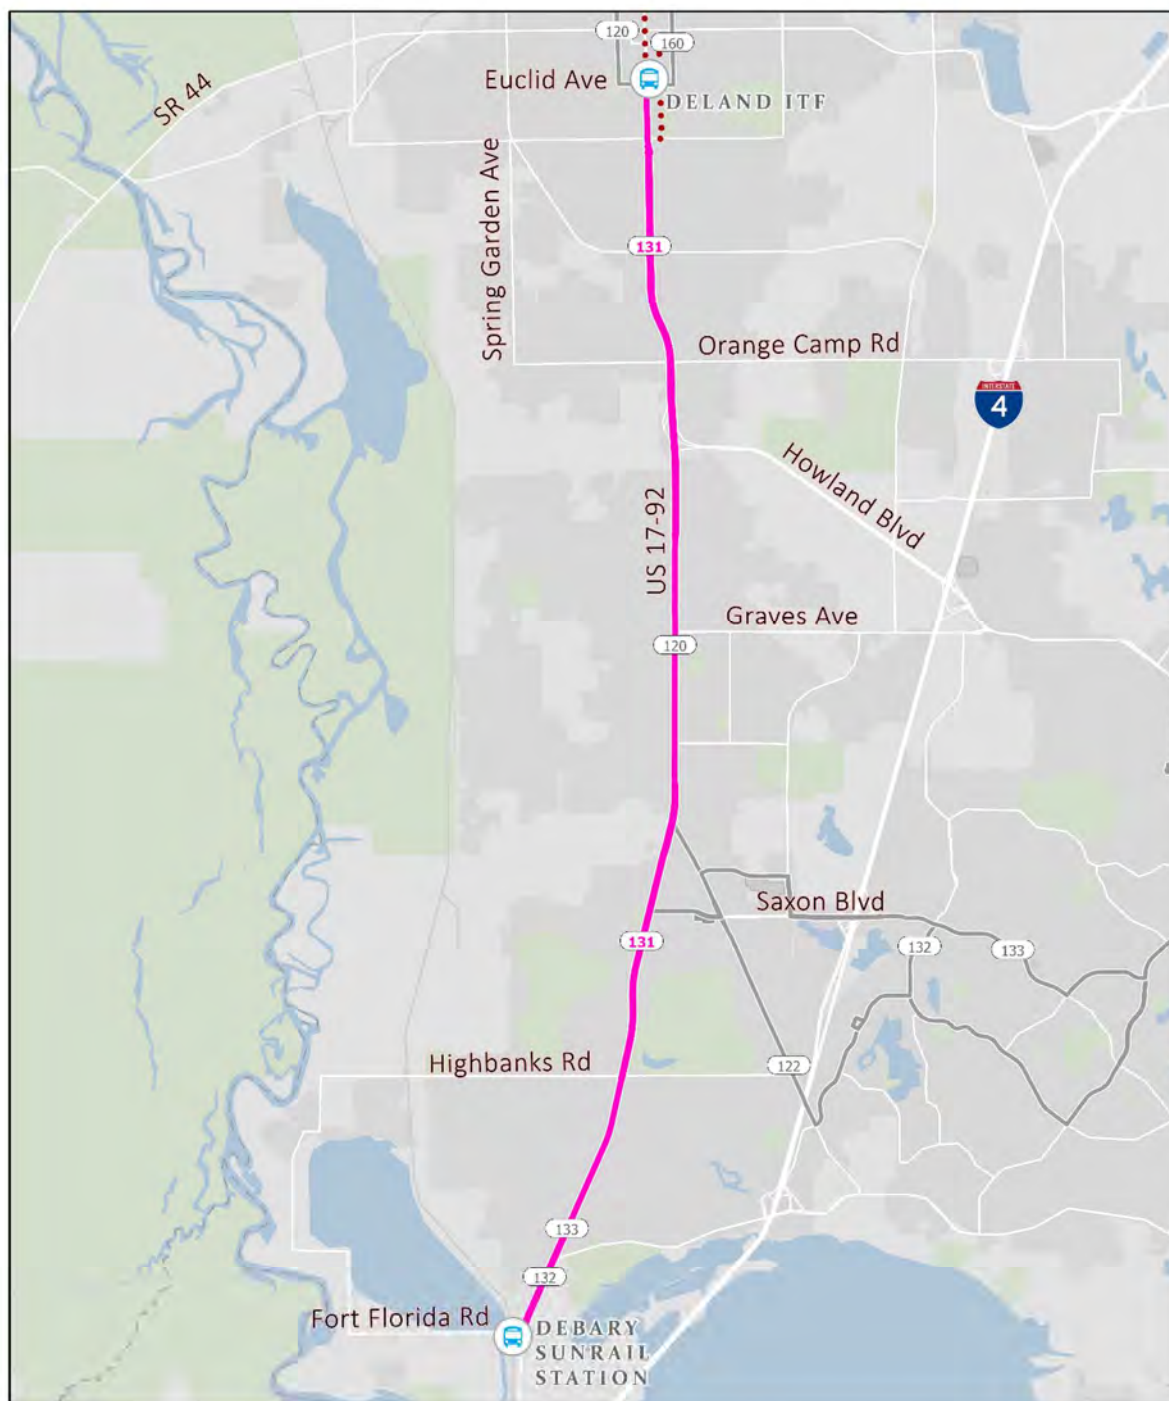 120
160
Euclid Ave
DELAND ITF
SR 44
Spring Garden Ave
131
Orange Camp Rd
INTERSTATE
4
Howland Blvd
US 17-92
Graves Ave
120
Saxon Blvd
131
132
133
Highbanks Rd
122
133
132
Fort Florida Rd
DEBARY
SUNRAIL
STATION